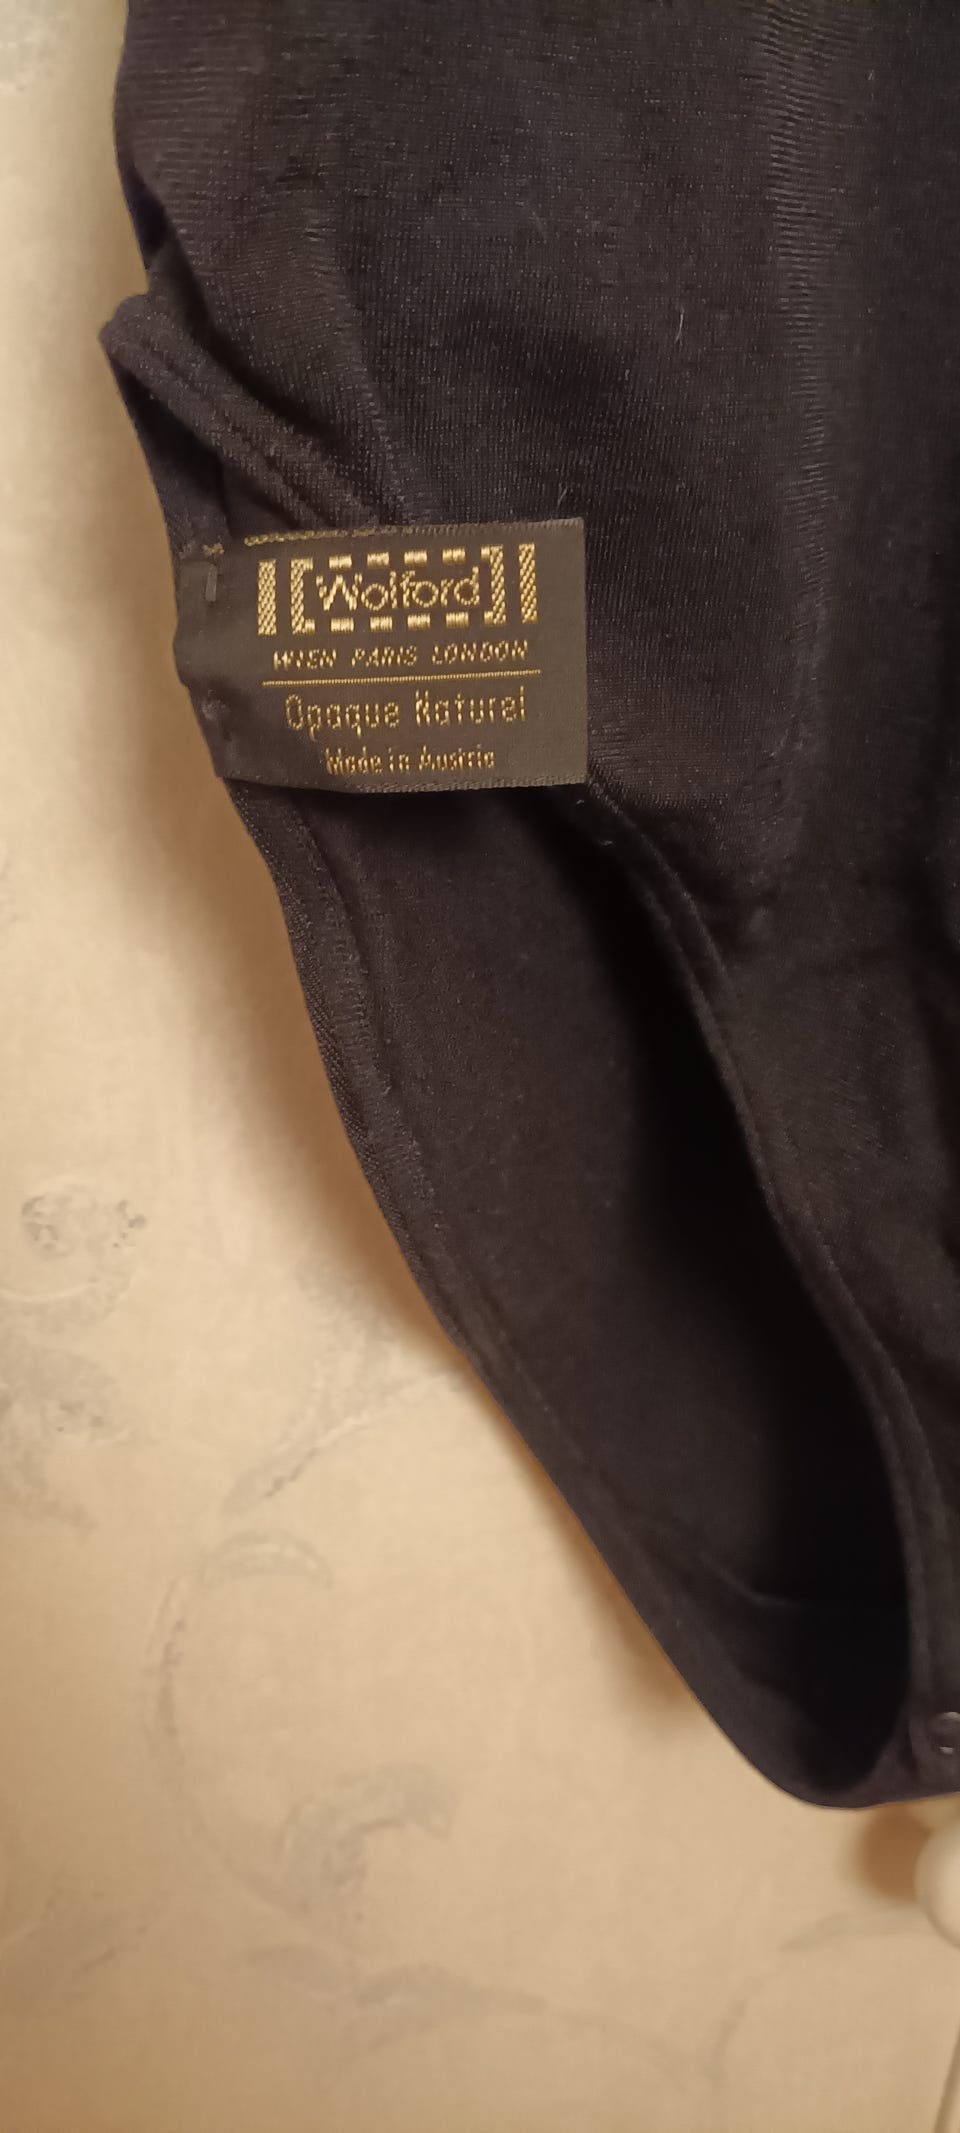 Wolford
WIEN PARIS LONDON
Opaque Naturel
Made in Austria